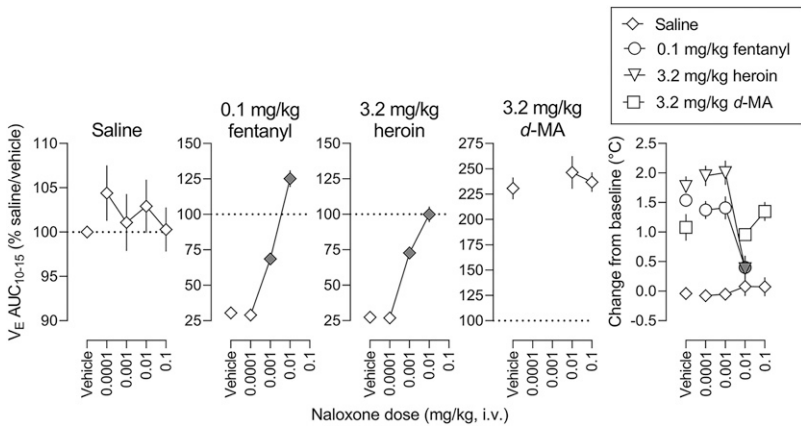 Saline
0.1 mg/kg fentanyl
3.2 mg/kg heroin
3.2 mg/kg d-MA
Saline
0.1 mg/kg
fentanyl
3.2 mg/kg
heroin
3.2 mg/kg
d-MA
VE AUC10-15 (% saline/vehicle)
110
105
100
95
90
150
125
100
75
50
25
150
125
100
75
50
25
275
250
225
200
175
150
125
100
Change from baseline (°C)
2.5
2.0
1.5
1.0
0.5
0.0
-0.5
Vehicle
0.0001
0.0001
0.01
0.1
Vehicle
0.0001
0.0001
0.01
0.1
Vehicle
0.0001
0.0001
0.01
0.1
Vehicle
0.0001
0.0001
0.01
0.1
Vehicle
0.0001
0.0001
0.01
0.1
Naloxone dose (mg/kg, i.v.)